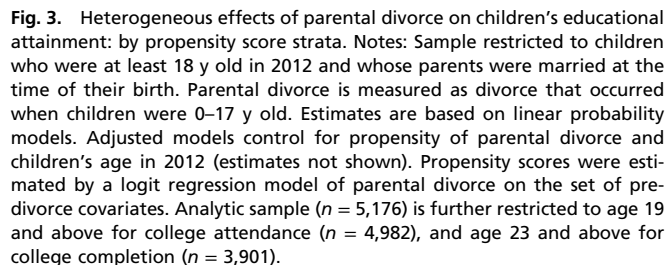 Fig. 3. Heterogeneous effects of parental divorce on children's educational
attainment: by propensity score strata. Notes: Sample restricted to children
who were at least 18 y old in 2012 and whose parents were married at the
time of their birth. Parental divorce is measured as divorce that occurred
when children were 0–17 y old. Estimates are based on linear probability
models. Adjusted models control for propensity of parental divorce and
children's age in 2012 (estimates not shown). Propensity scores were esti-
mated by a logit regression model of parental divorce on the set of pre-
divorce covariates. Analytic sample (n = 5,176) is further restricted to age 19
and above for college attendance (n = 4,982), and age 23 and above for
college completion (n = 3,901).